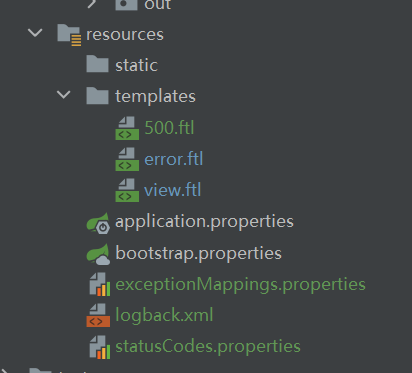 out
resources
static
templates
500.ftl
error.ftl
view.ftl
application.properties
bootstrap.properties
exceptionMappings.properties
logback.xml
statusCodes.properties